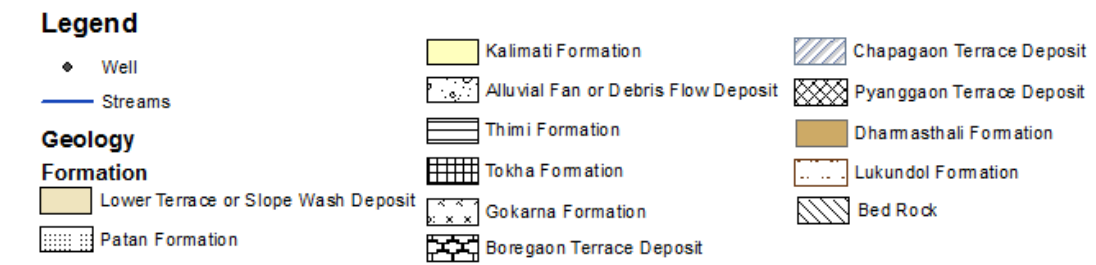 Legend
Well
Streams
Geology
Formation
Lower Terrace or Slope Wash Deposit
Patan Formation
Kalimati Formation
Alluvial Fan or Debris Flow Deposit
Thimi Formation
Tokha Formation
Gokarna Formation
Boregaon Terrace Deposit
Chapagaon Terrace Deposit
Pyanggaon Terrace Deposit
Dharmasthali Formation
Lukundol Formation
Bed Rock